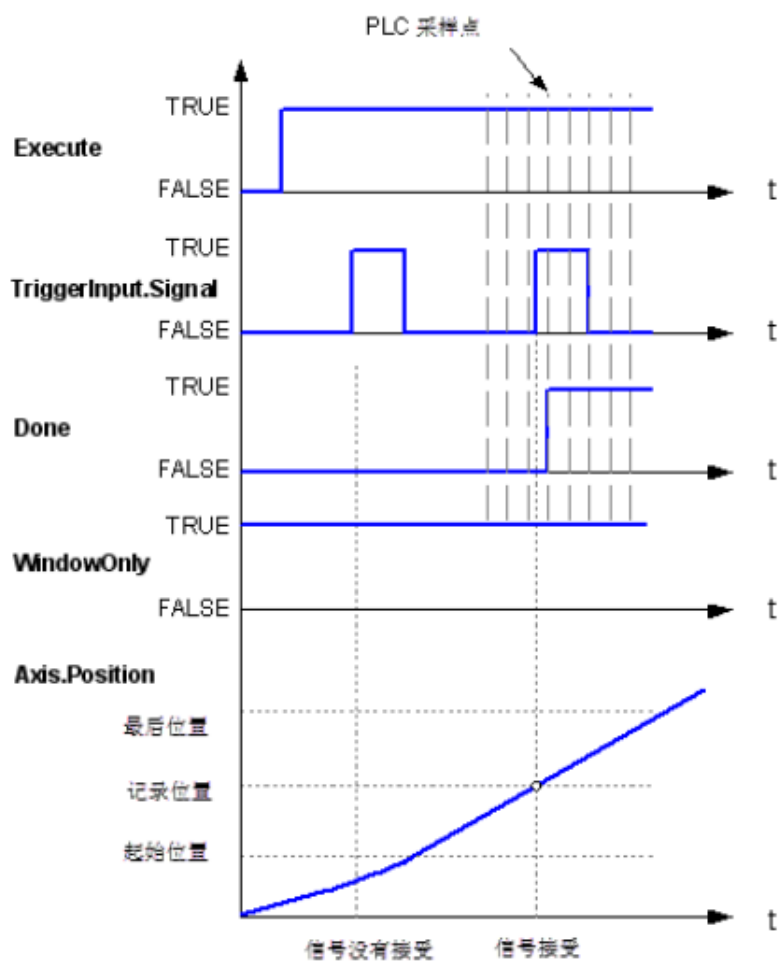 PLC 采样点
TRUE
Execute
FALSE
t
TRUE
TriggerInput.Signal
FALSE
t
TRUE
Done
FALSE
t
TRUE
WindowOnly
FALSE
t
Axis.Position
最后位置
记录位置
起始位置
t
信号没有接受 信号接受